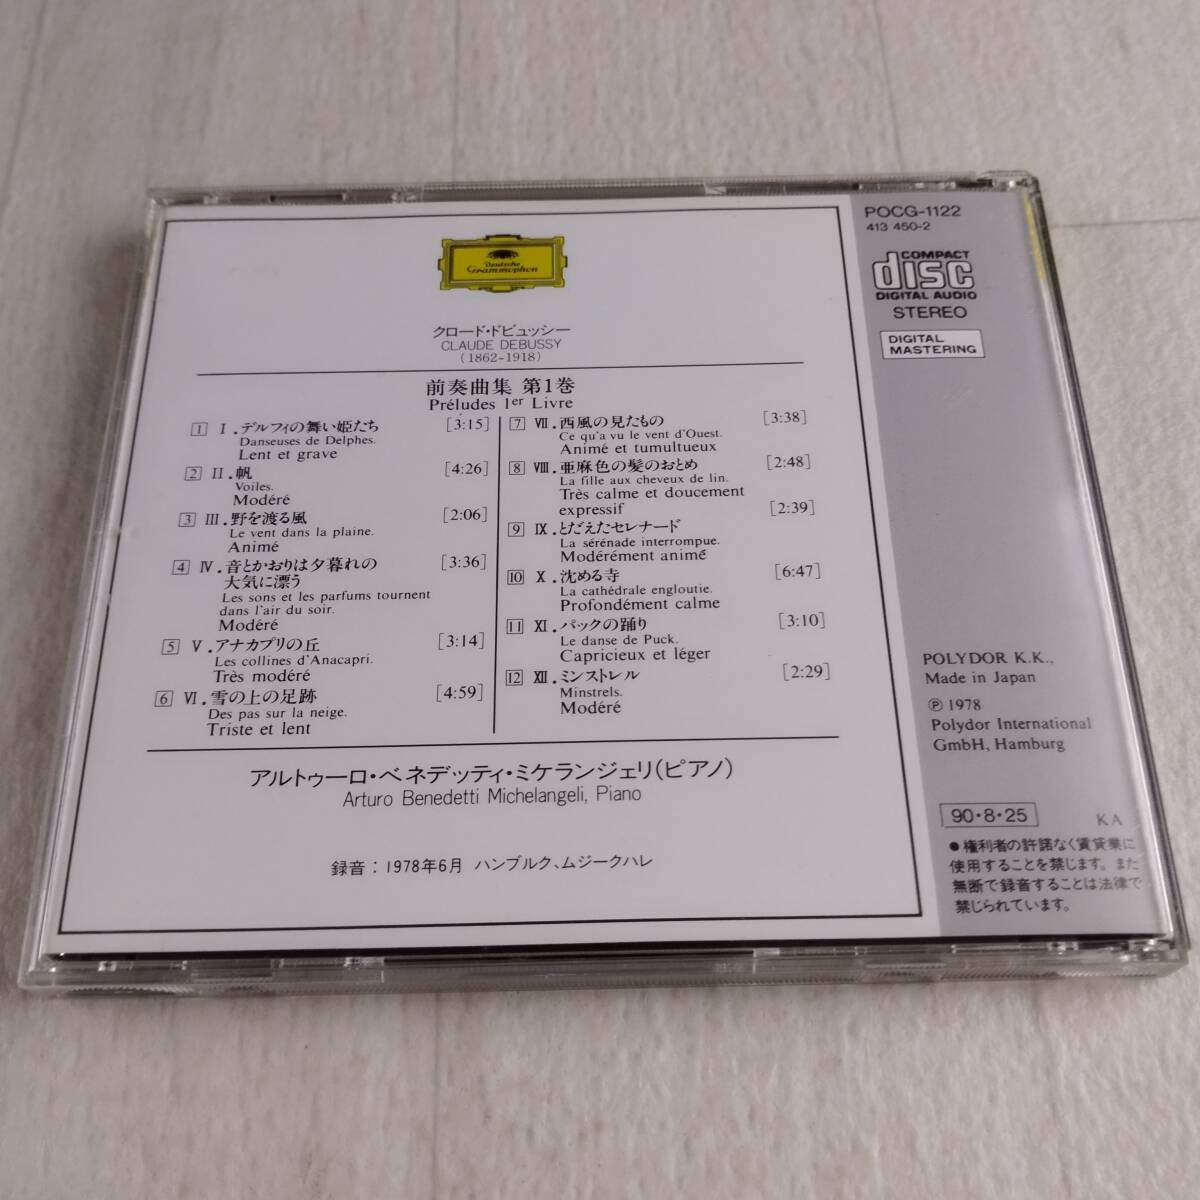 Deutsche
Grammophon
クロード・ドビュッシー
CLAUDE DEBUSSY
(1862-1918)
前奏曲集 第1巻
Préludes 1er Livre
1 I.デルフィの舞い姫たち [3:15]
Danseuses de Delphes.
Lent et grave
2 II.帆 [4:26]
Voiles.
Modéré
3 III.野を渡る風 [2:06]
Le vent dans la plaine.
Animé
4 IV.音とかおりは夕暮れの [3:36]
大気に漂う
Les sons et les parfums tournent
dans l'air du soir.
Modéré
5 V.アナカプリの丘 [3:14]
Les collines d'Anacapri.
Très modéré
6 VI.雪の上の足跡 [4:59]
Des pas sur la neige.
Triste et lent
7 VII.西風の見たもの [3:38]
Ce qu'a vu le vent d'Ouest.
Animé et tumultueux
8 VIII.亜麻色の髪のおとめ [2:48]
La fille aux cheveux de lin.
Très calme et doucement
expressif [2:39]
9 IX.とだえたセレナード
La sérénade interrompue.
Modérément animé
10 X.沈める寺 [6:47]
La cathédrale engloutie.
Profondément calme
11 XI.パックの踊り [3:10]
Le danse de Puck.
Capricieux et léger
12 XII.ミンストレル [2:29]
Minstrels.
Modéré
アルトゥーロ・ベネデッティ・ミケランジェリ(ピアノ)
Arturo Benedetti Michelangeli, Piano
録音:1978年6月 ハンブルク、ムジークハレ
POCG-1122
413 450-2
COMPACT
disc
DIGITAL AUDIO
STEREO
DIGITAL
MASTERING
POLYDOR K.K.,
Made in Japan
℗ 1978
Polydor International
GmbH, Hamburg
90・8・25
KA
●権利者の許諾なく賃貸業に
使用することを禁じます。また
無断で録音することは法律で
禁じられています。